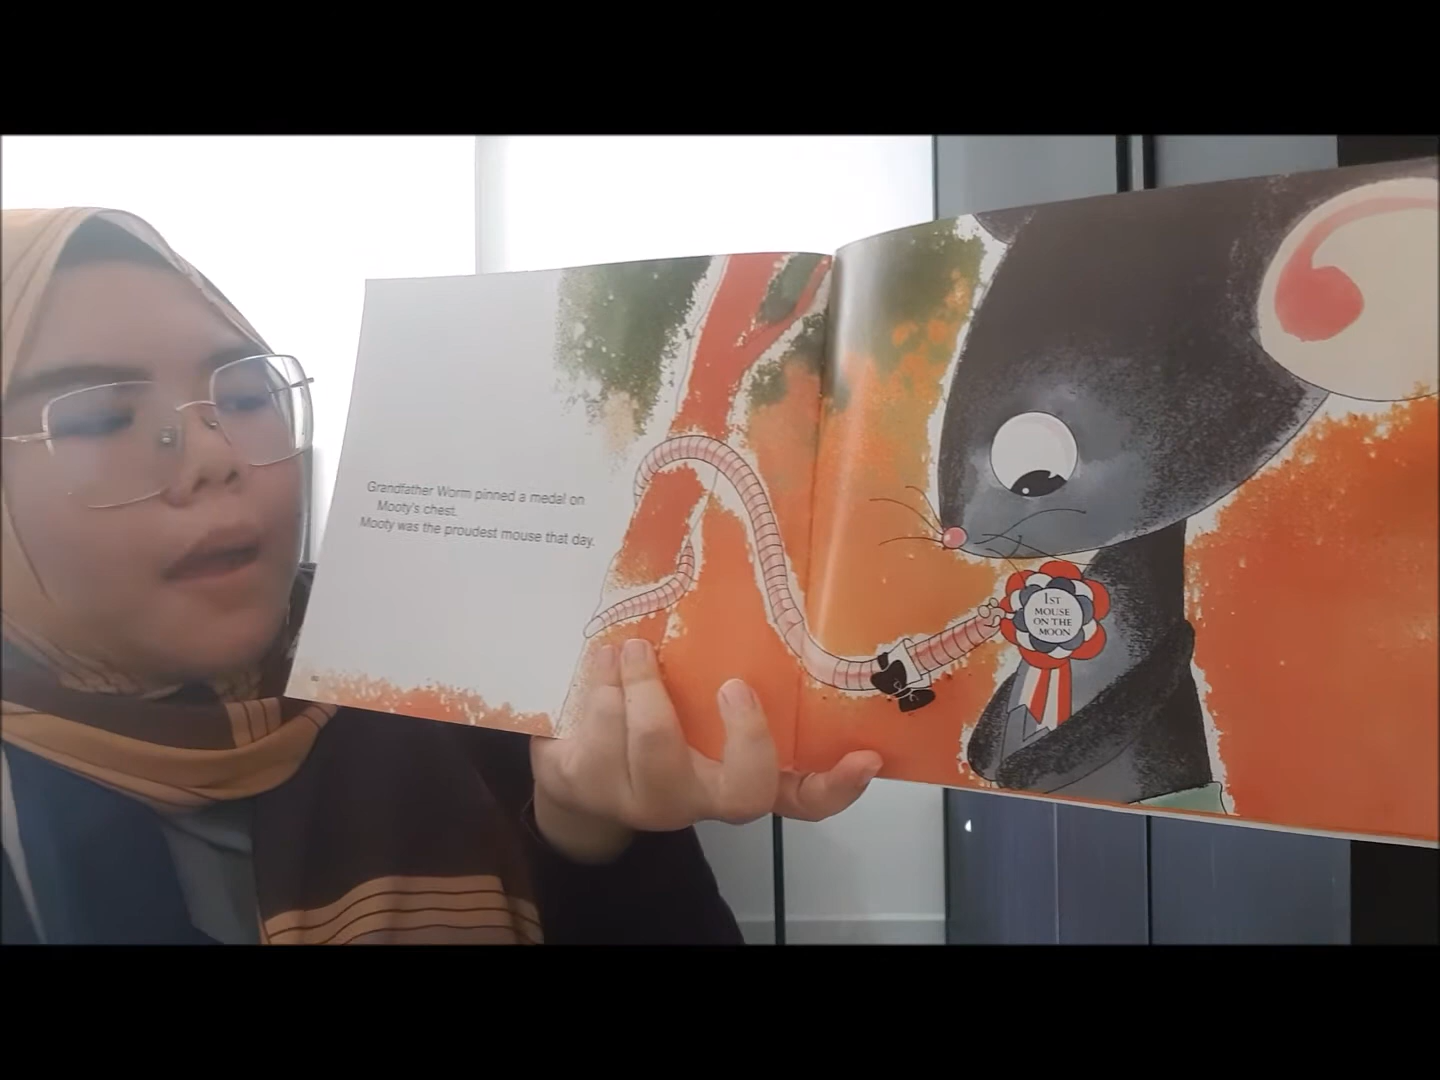 Grandfather Worm pinned a medal on
Mooty's chest.
Mooty was the proudest mouse that day.
1ST
MOUSE
ON THE
MOON